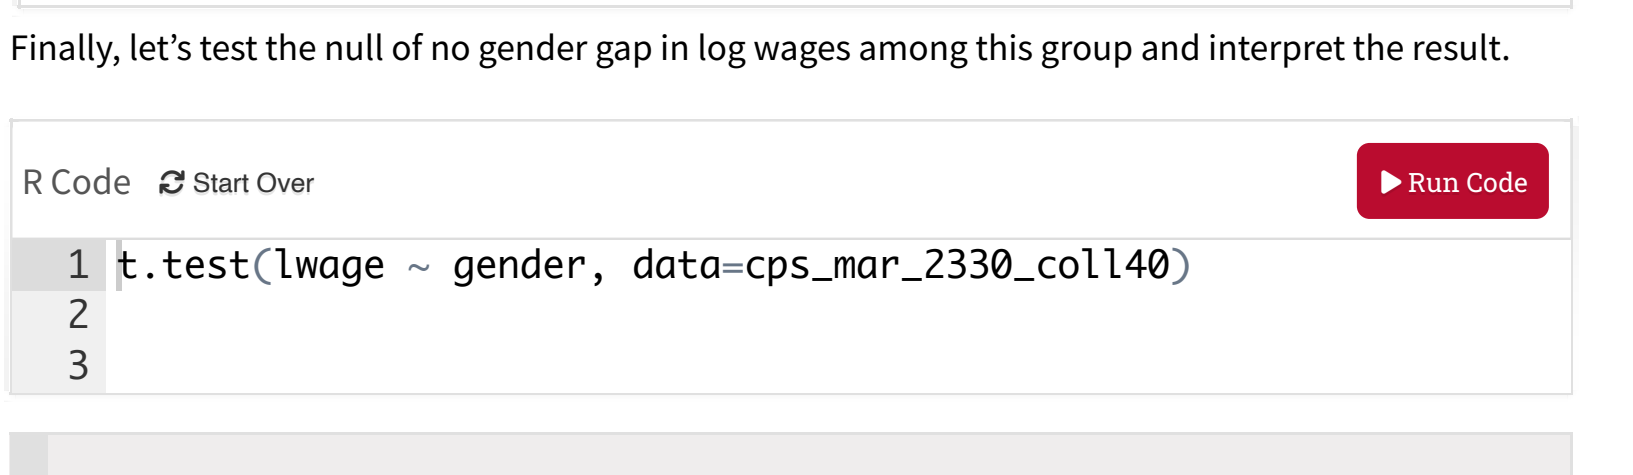 Finally, let’s test the null of no gender gap in log wages among this group and interpret the result.
R Code Start Over Run Code
1 t.test(lwage ~ gender, data=cps_mar_2330_coll40)
2
3